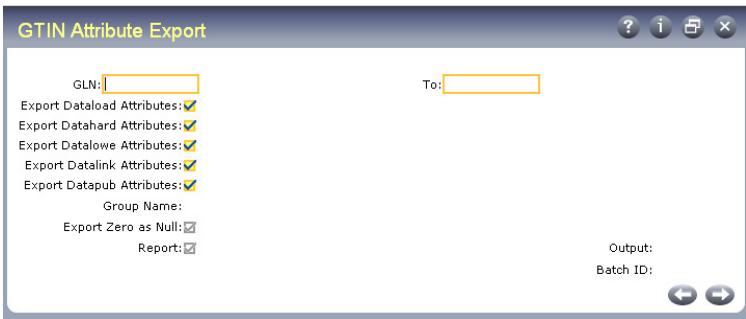 GTIN Attribute Export
GLN: To:
Export Dataload Attributes:
Export Datahard Attributes:
Export Datalowe Attributes:
Export Datalink Attributes:
Export Datapub Attributes:
Group Name:
Export Zero as Null:
Report: Output:
Batch ID: